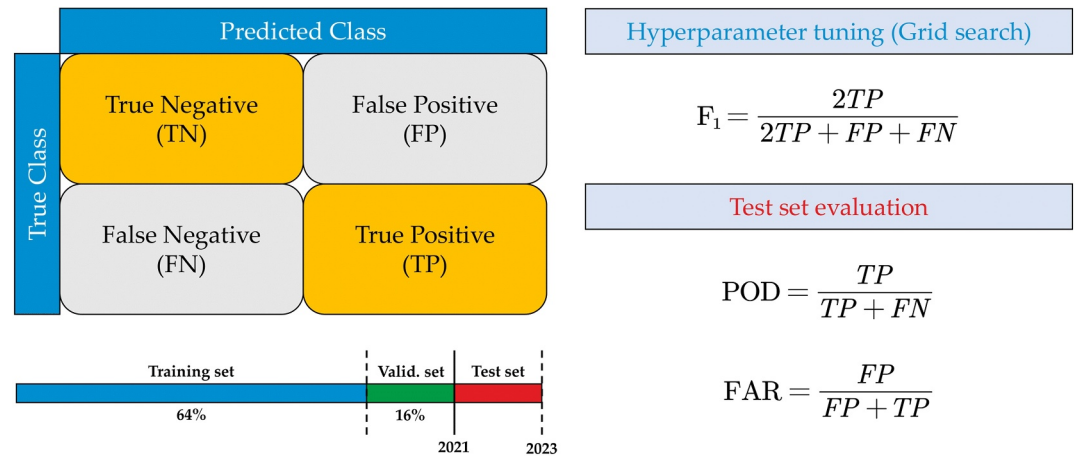 Predicted Class
True Class
True Negative
(TN)
False Positive
(FP)
False Negative
(FN)
True Positive
(TP)
Training set
Valid. set
Test set
64%
16%
2021
2023
Hyperparameter tuning (Grid search)
F₁ = 2TP / 2TP + FP + FN
Test set evaluation
POD = TP / TP + FN
FAR = FP / FP + TP